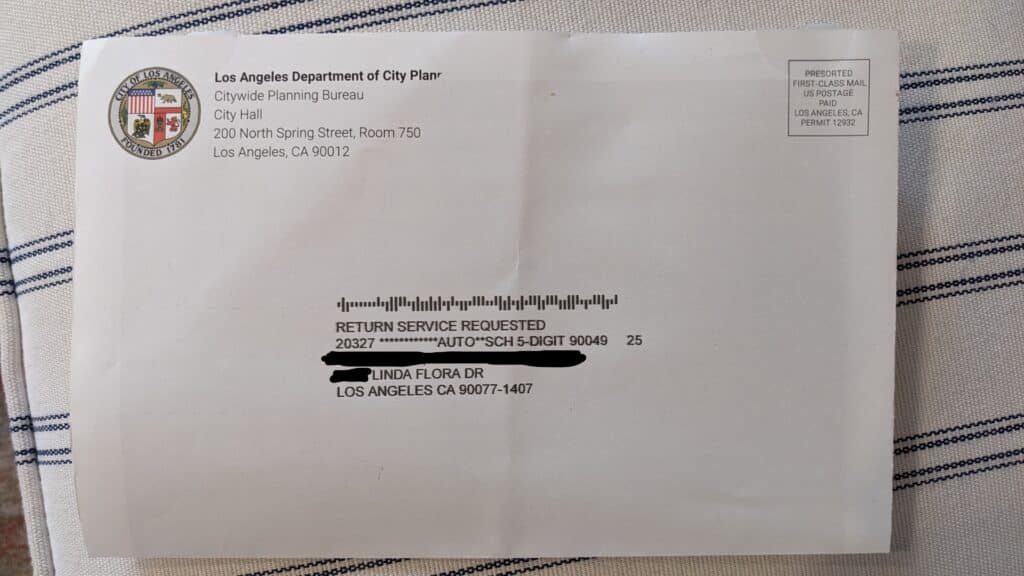 CITY OF LOS ANGELES
FOUNDED 1781
Los Angeles Department of City Plann
Citywide Planning Bureau
City Hall
200 North Spring Street, Room 750
Los Angeles, CA 90012
PRESORTED
FIRST-CLASS MAIL
US POSTAGE
PAID
LOS ANGELES, CA
PERMIT 12932
RETURN SERVICE REQUESTED
20327 ************AUTO**SCH 5-DIGIT 90049 25
LINDA FLORA DR
LOS ANGELES CA 90077-1407